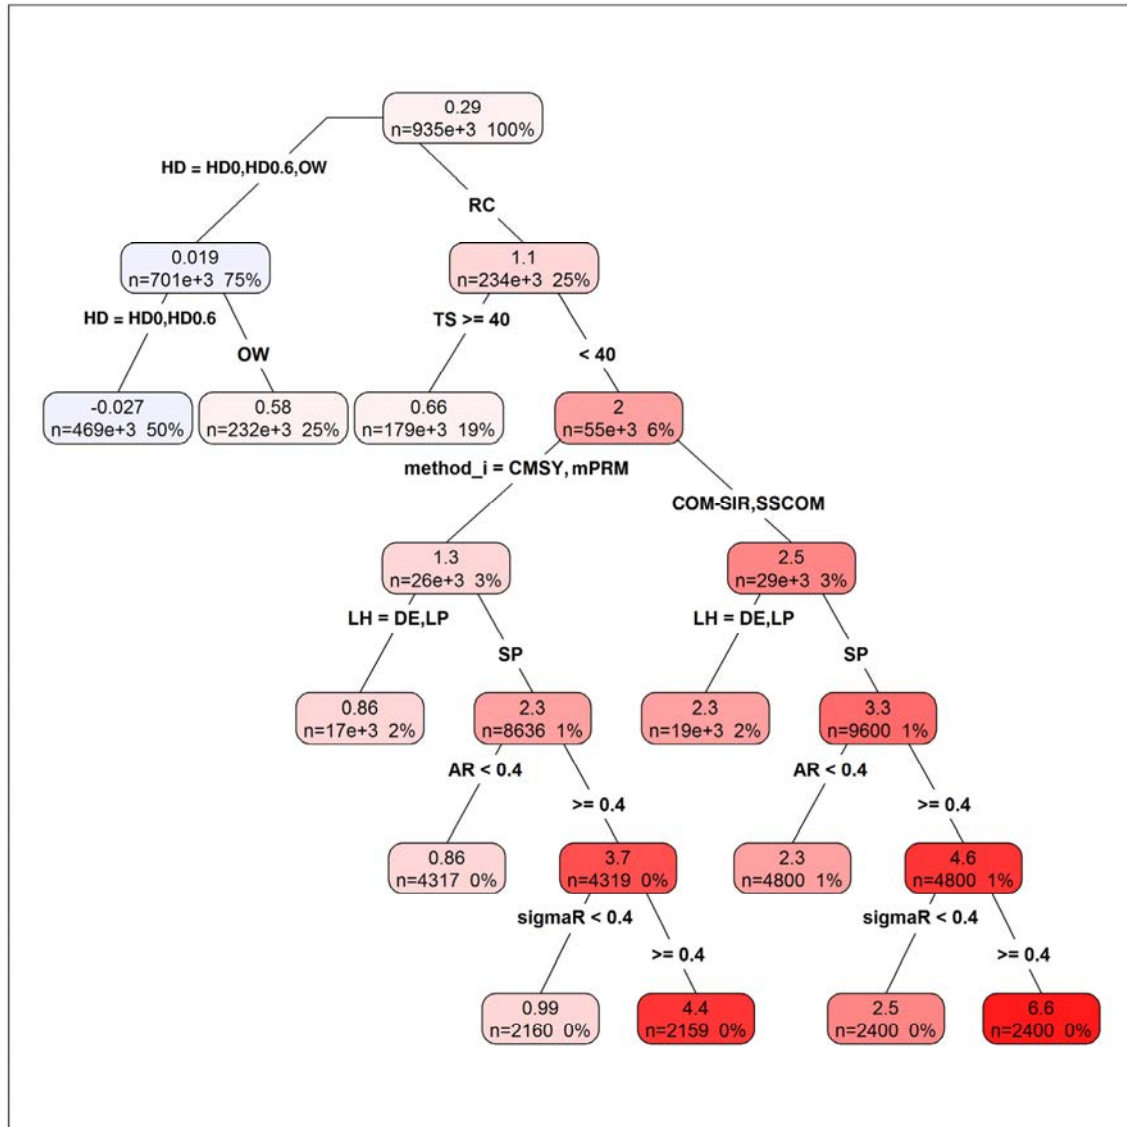 0.29
n=935e+3 100%
HD = HD0,HD0.6,OW
RC
0.019
n=701e+3 75%
1.1
n=234e+3 25%
HD = HD0,HD0.6
OW
TS >= 40
< 40
-0.027
n=469e+3 50%
0.58
n=232e+3 25%
0.66
n=179e+3 19%
2
n=55e+3 6%
method_i = CMSY, mPRM
COM-SIR,SSCOM
1.3
n=26e+3 3%
2.5
n=29e+3 3%
LH = DE,LP
SP
LH = DE,LP
SP
0.86
n=17e+3 2%
2.3
n=8636 1%
2.3
n=19e+3 2%
3.3
n=9600 1%
AR < 0.4
>= 0.4
AR < 0.4
>= 0.4
0.86
n=4317 0%
3.7
n=4319 0%
2.3
n=4800 1%
4.6
n=4800 1%
sigmaR < 0.4
>= 0.4
sigmaR < 0.4
>= 0.4
0.99
n=2160 0%
4.4
n=2159 0%
2.5
n=2400 0%
6.6
n=2400 0%